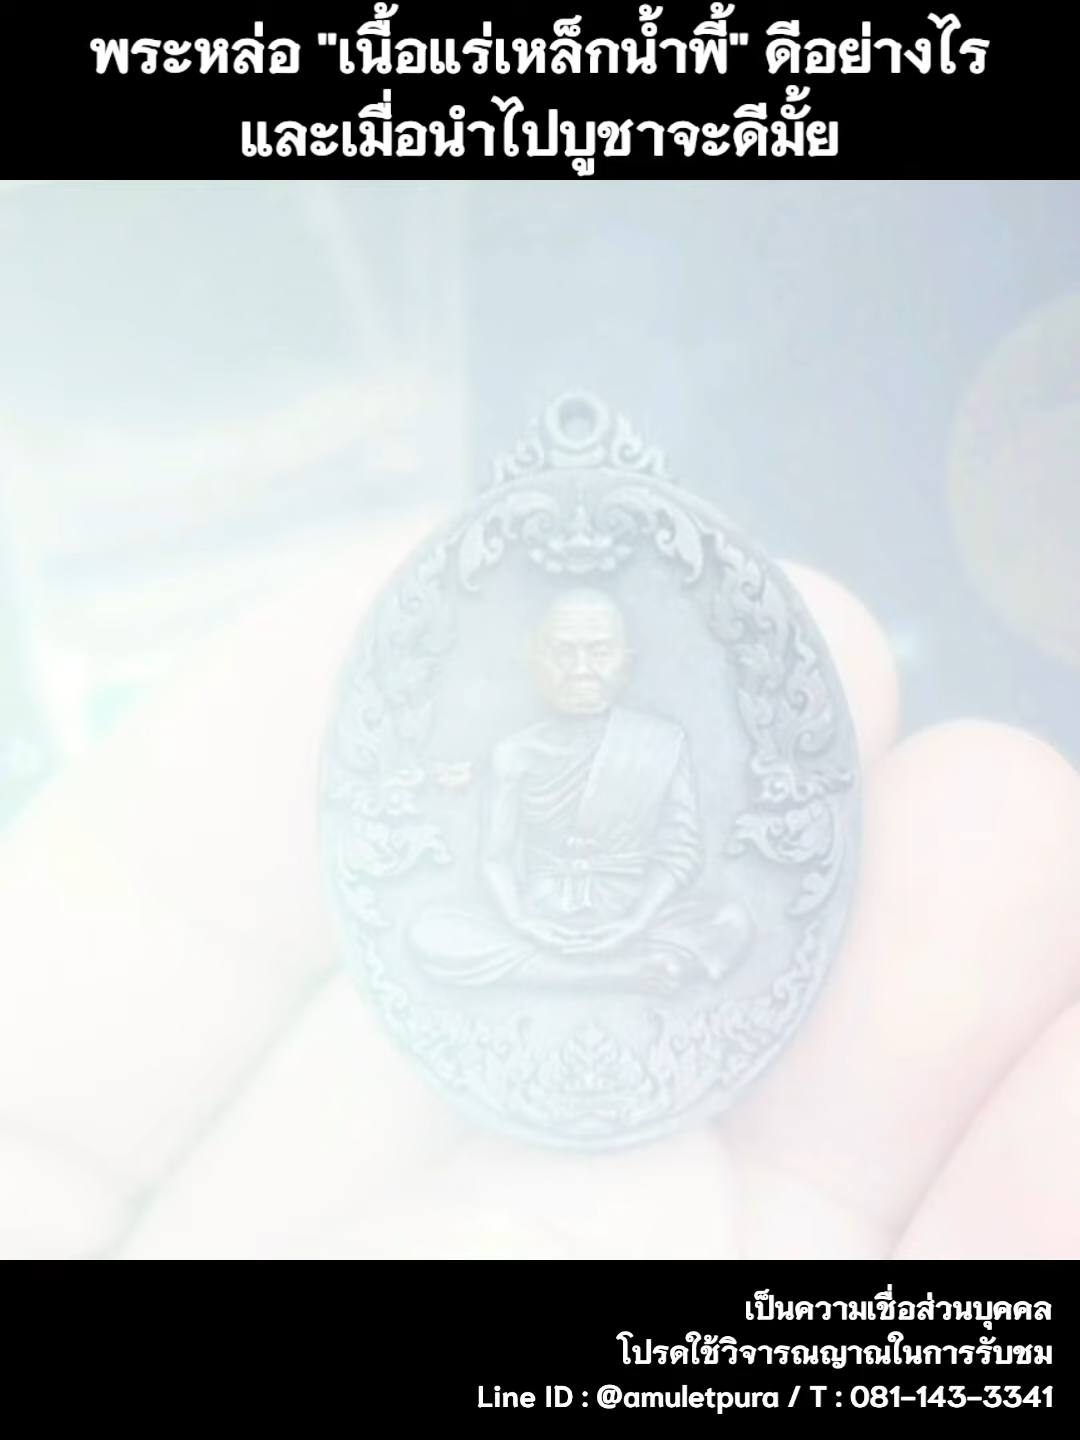 พระหล่อ "เนื้อแร่เหล็กน้ำพี้" ดีอย่างไร
และเมื่อนำไปบูชาจะดีมั้ย
เป็นความเชื่อส่วนบุคคล
โปรดใช้วิจารณญาณในการรับชม
Line ID : @amuletpura / T : 081-143-3341